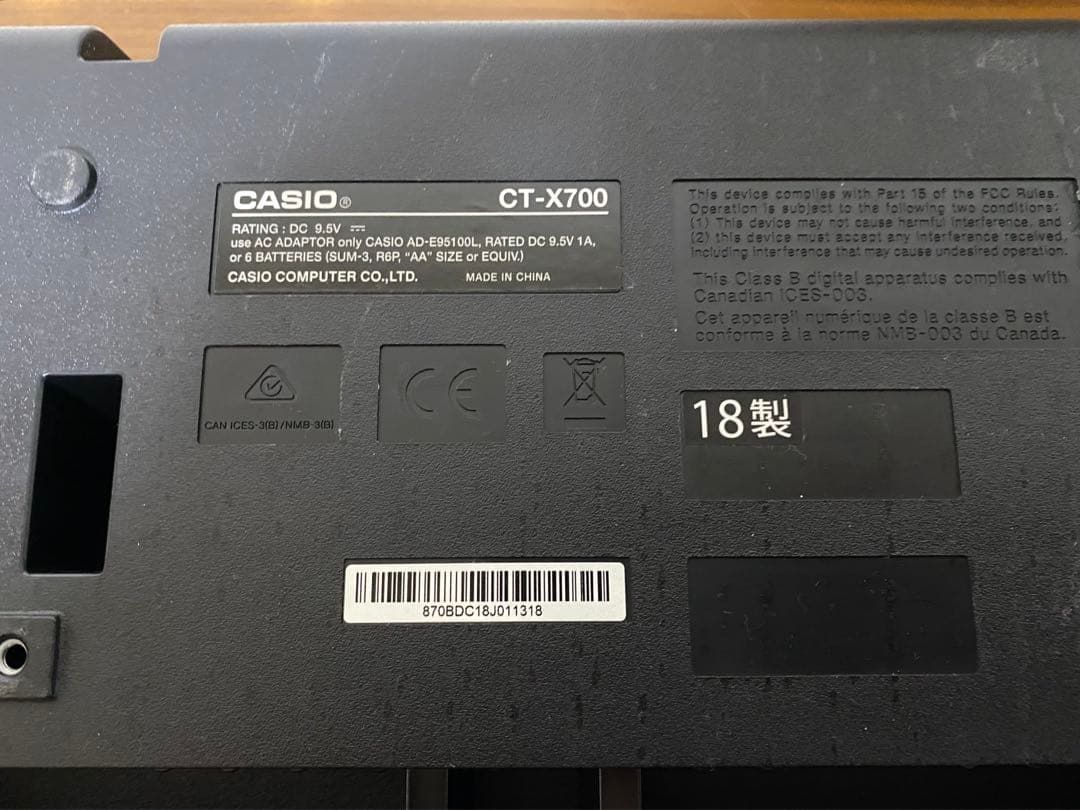 CASIO® CT-X700
RATING : DC 9.5V ⎓
use AC ADAPTOR only CASIO AD-E95100L, RATED DC 9.5V 1A,
or 6 BATTERIES (SUM-3, R6P, “AA” SIZE or EQUIV.)
CASIO COMPUTER CO.,LTD. MADE IN CHINA
This device complies with Part 15 of the FCC Rules.
Operation is subject to the following two conditions:
(1) This device may not cause harmful interference, and
(2) this device must accept any interference received,
including interference that may cause undesired operation.
This Class B digital apparatus complies with
Canadian ICES-003.
Cet appareil numérique de la classe B est
conforme à la norme NMB-003 du Canada.
CAN ICES-3(B)/NMB-3(B)
CE
18製
870BDC18J011318